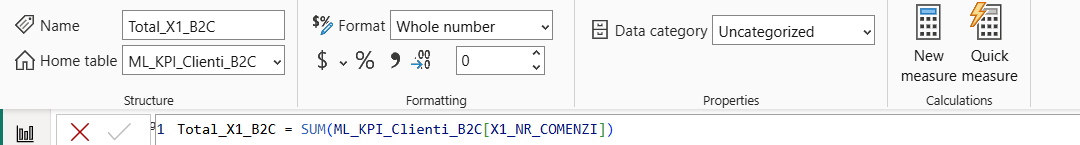 Name Total_X1_B2C
Home table ML_KPI_Clienti_B2C
Structure
$% Format Whole number
$ % , .00 →0 0
Formatting
Data category Uncategorized
Properties
New measure
Quick measure
Calculations
1 Total_X1_B2C = SUM(ML_KPI_Clienti_B2C[X1_NR_COMENZI])